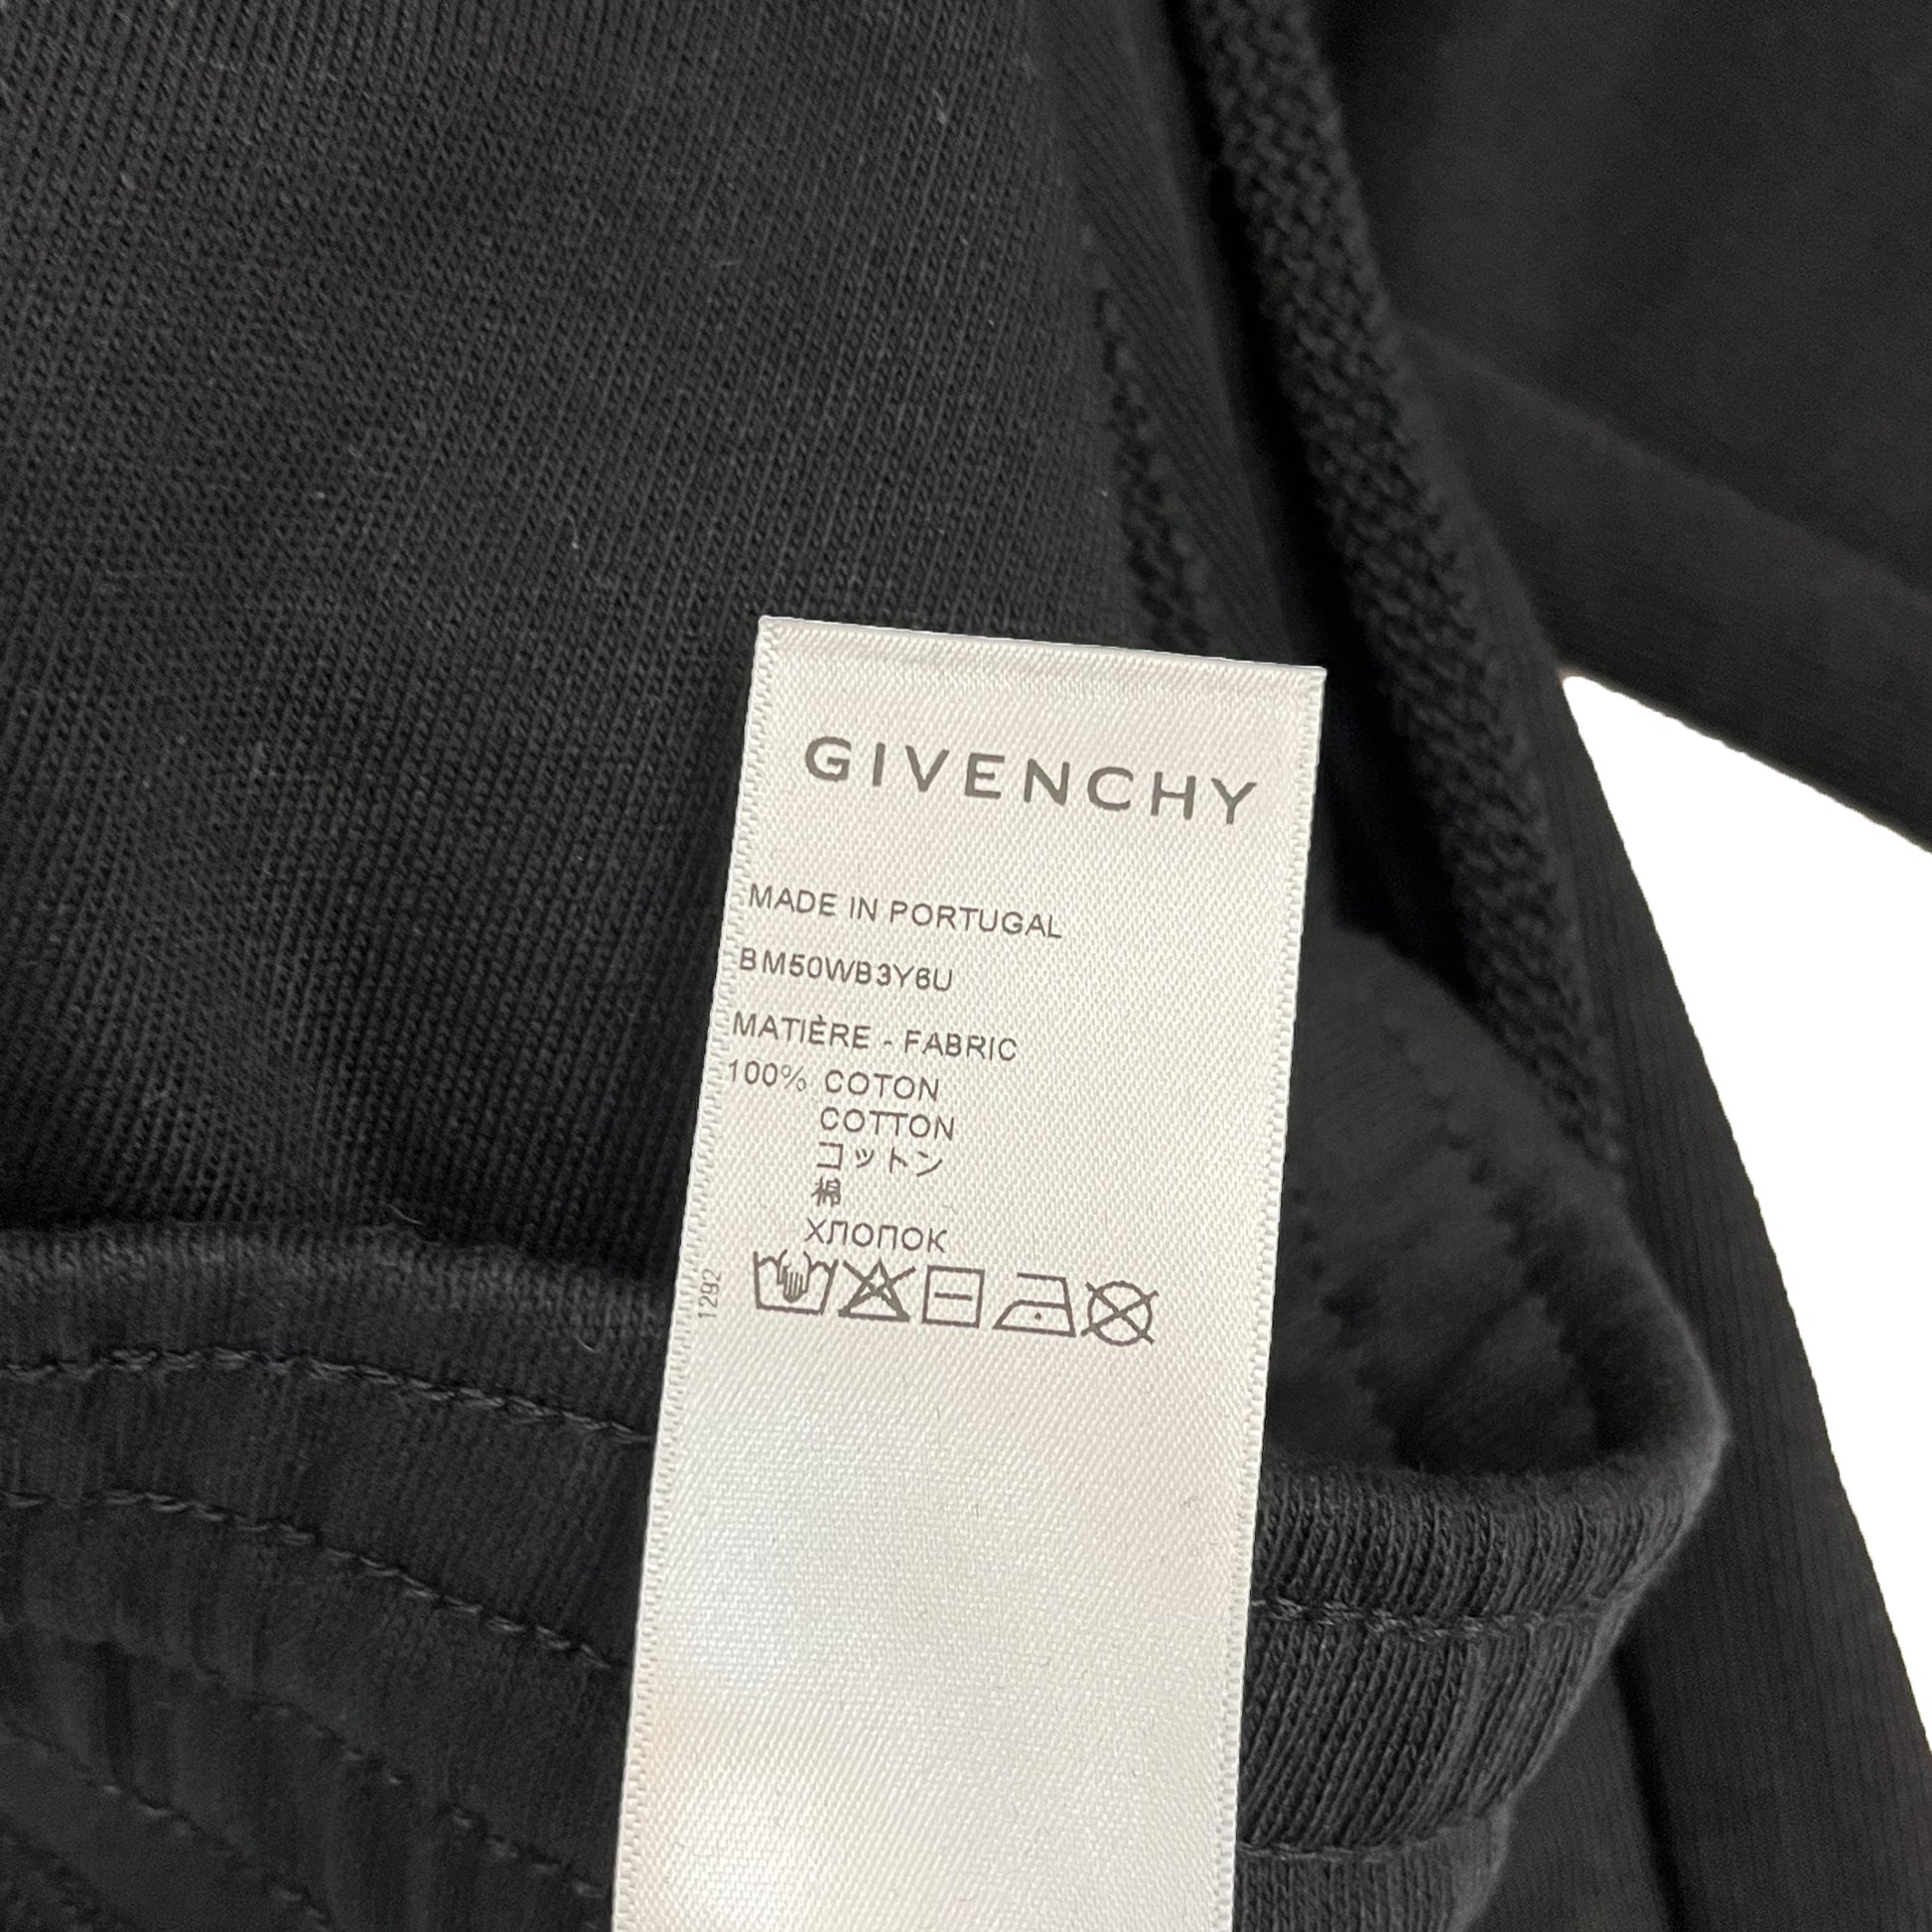 GIVENCHY
MADE IN PORTUGAL
BM50WB3Y6U
MATIÈRE - FABRIC
100% COTON
COTTON
コットン
棉
ХЛОПОК
1292